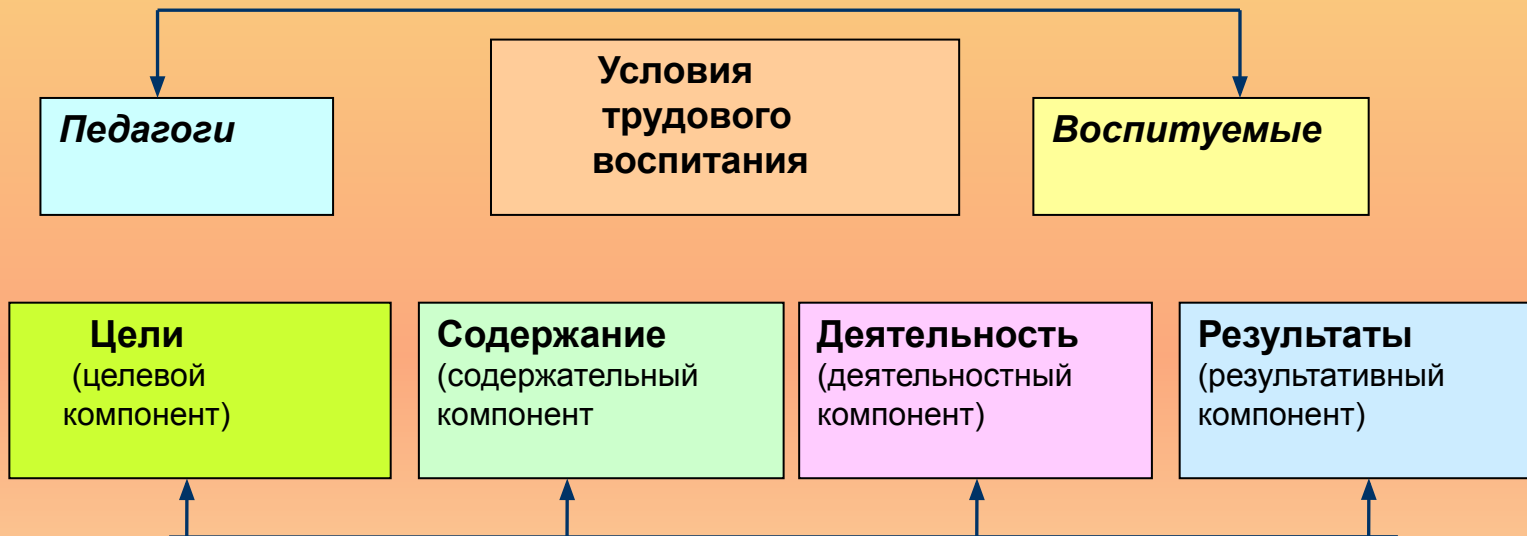 Педагоги
Условия
трудового
воспитания
Воспитуемые
Цели
(целевой
компонент)
Содержание
(содержательный
компонент
Деятельность
(деятельностный
компонент)
Результаты
(результативный
компонент)